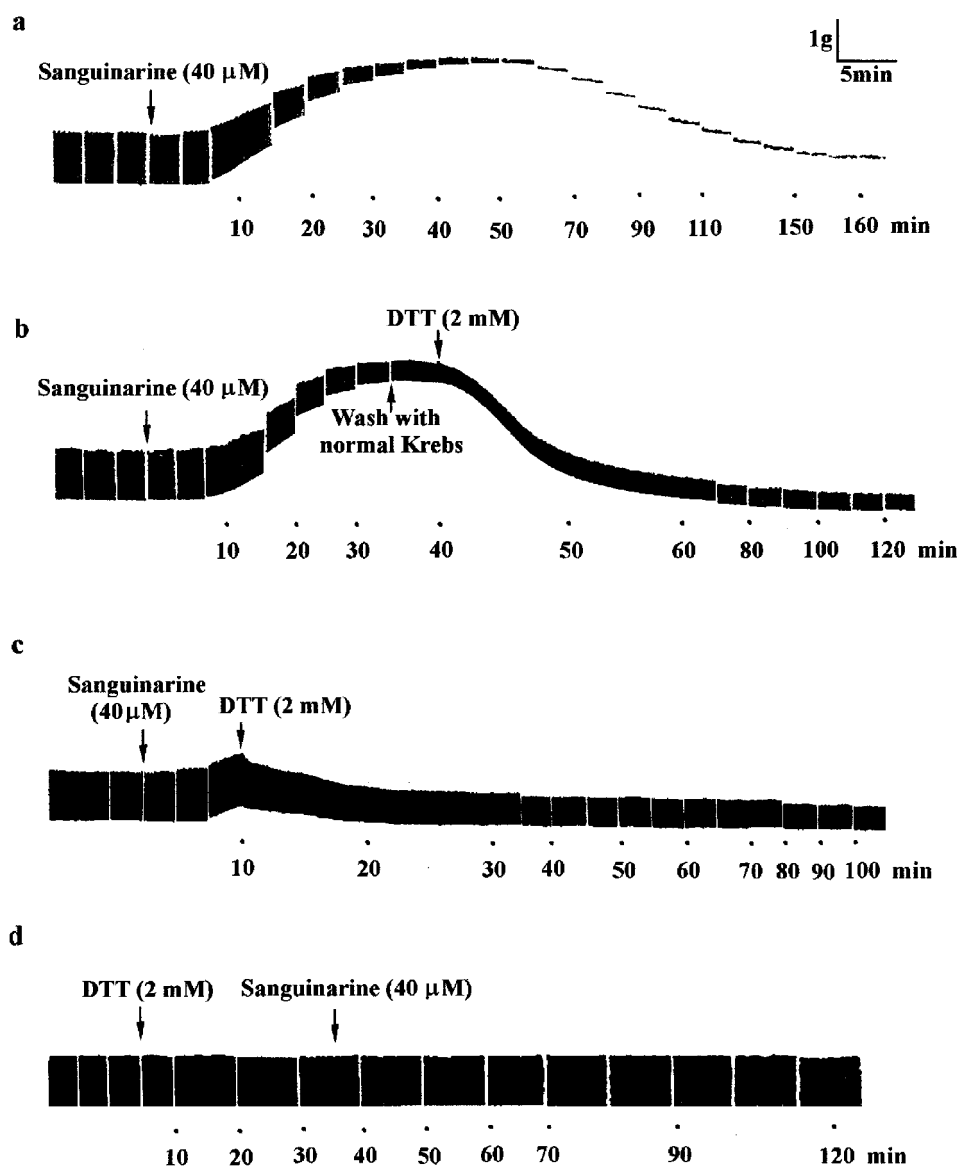 a
1g
5min
Sanguinarine (40 µM)
10 20 30 40 50 70 90 110 150 160 min
b
DTT (2 mM)
Sanguinarine (40 µM)
Wash with
normal Krebs
10 20 30 40 50 60 80 100 120 min
c
Sanguinarine
(40µM)
DTT (2 mM)
10 20 30 40 50 60 70 80 90 100 min
d
DTT (2 mM) Sanguinarine (40 µM)
10 20 30 40 50 60 70 90 120 min